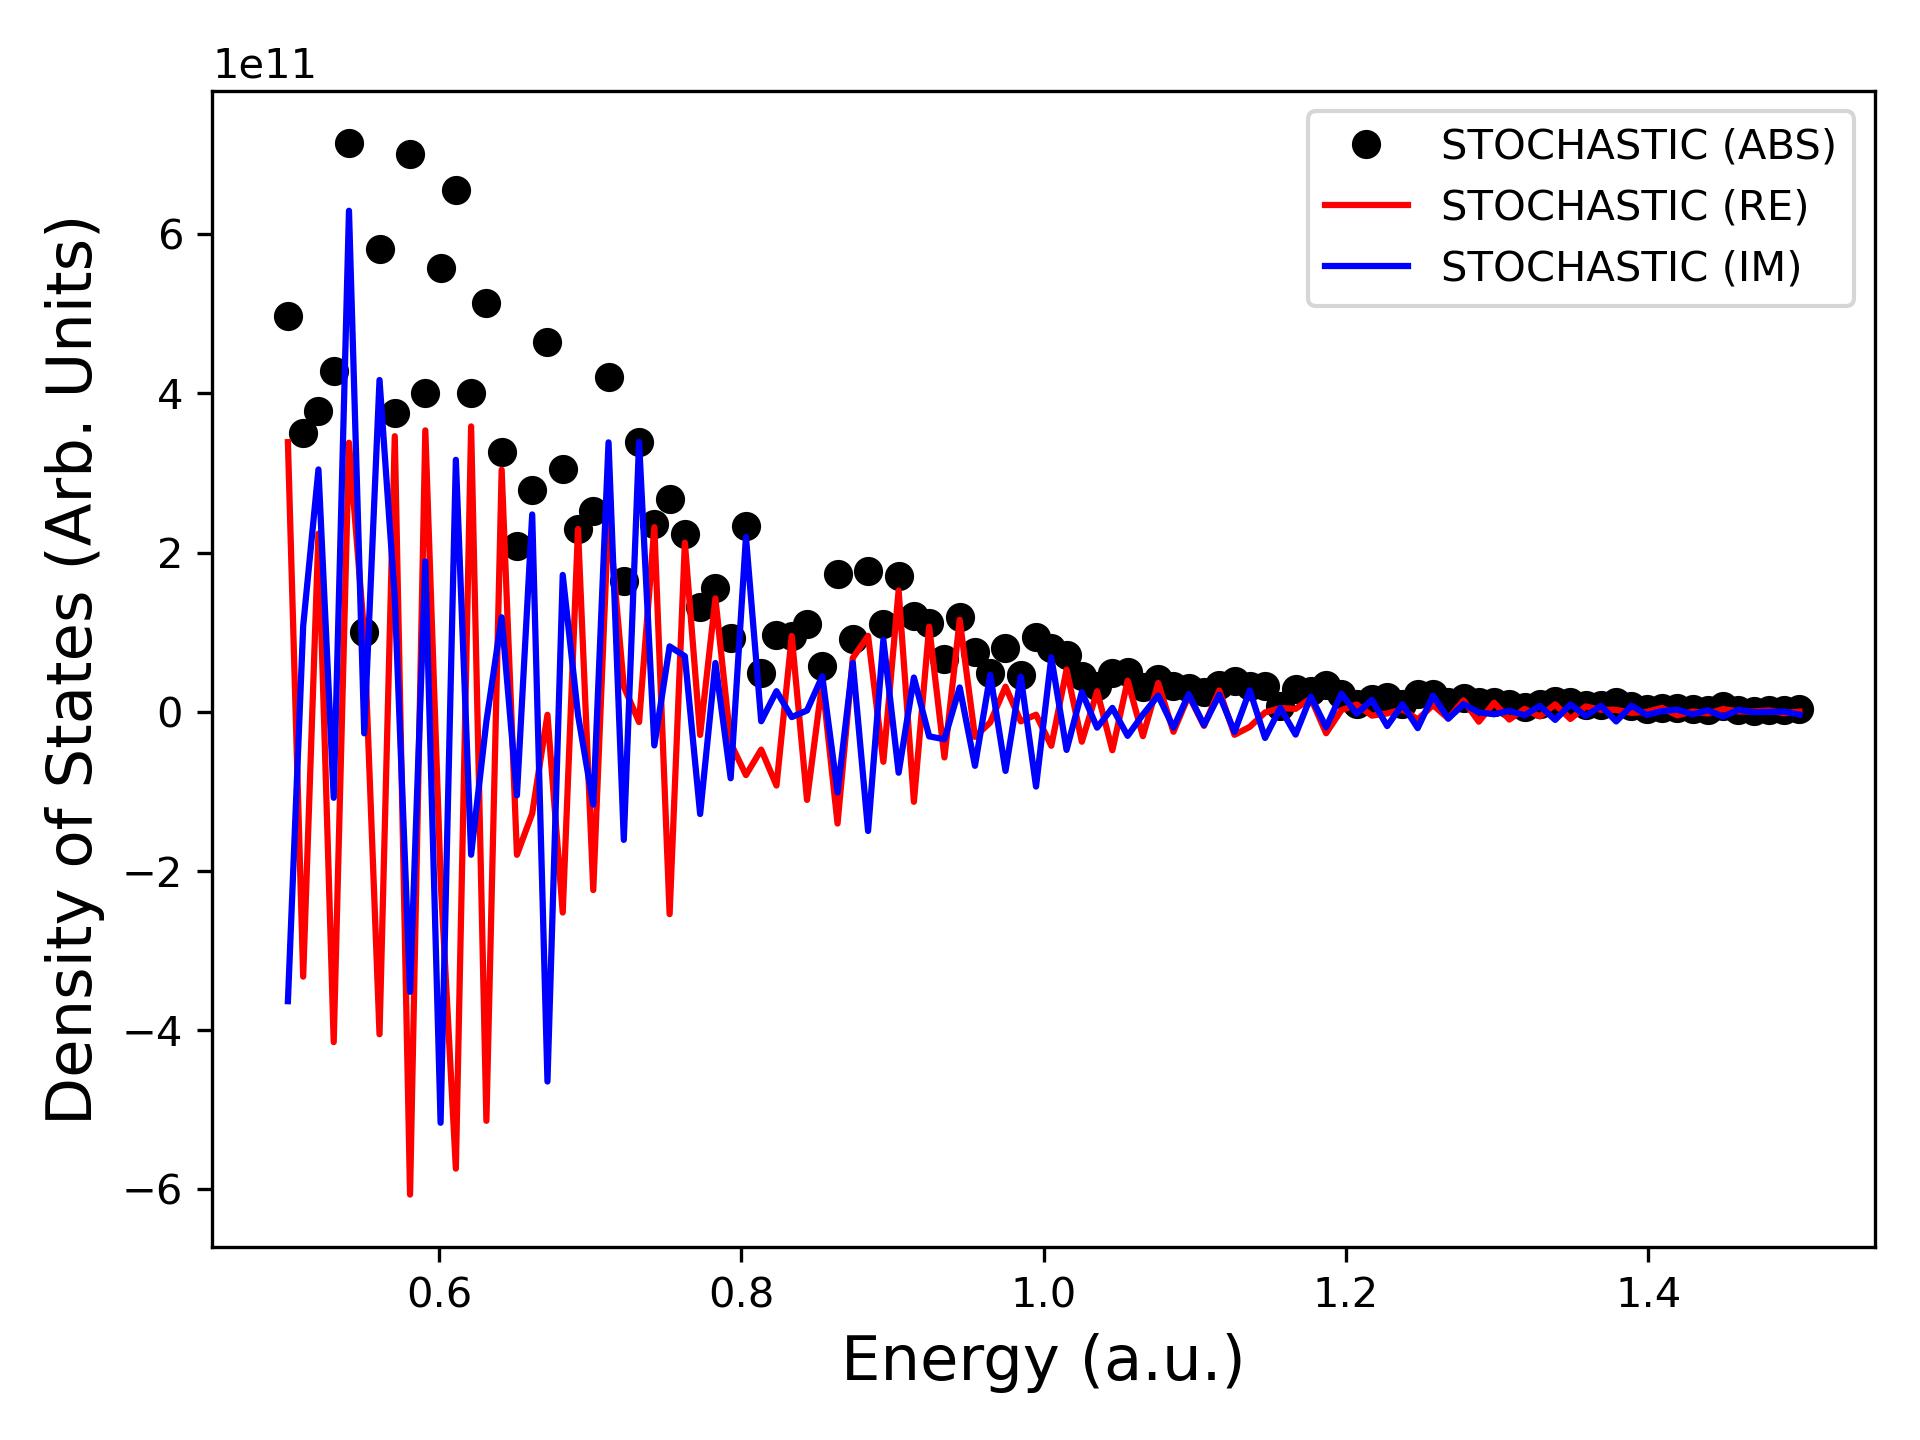 1e11
STOCHASTIC (ABS)
STOCHASTIC (RE)
STOCHASTIC (IM)
Density of States (Arb. Units)
6
4
2
0
−2
−4
−6
0.6
0.8
1.0
1.2
1.4
Energy (a.u.)